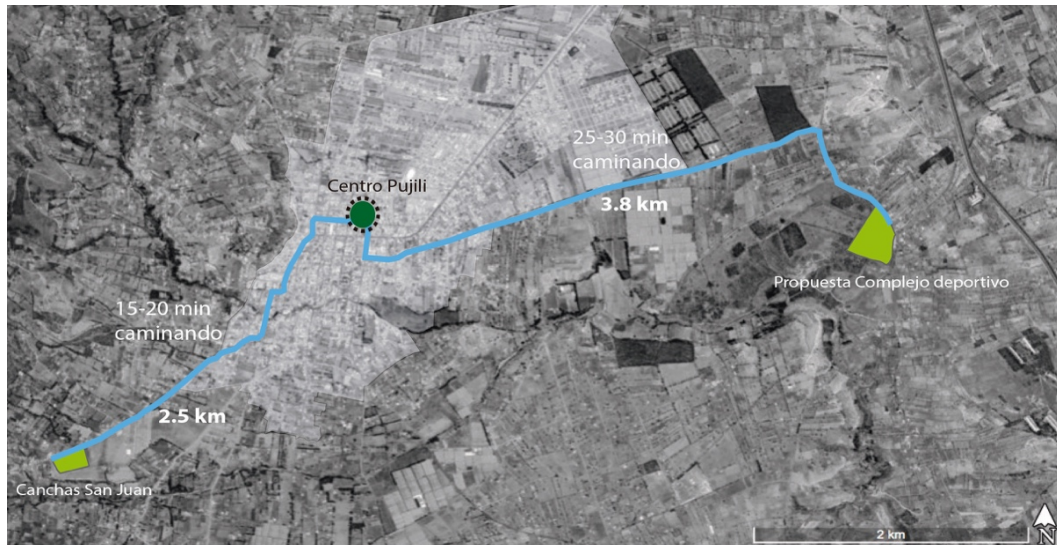 25-30 min
caminando
Centro Pujili
3.8 km
Propuesta Complejo deportivo
15-20 min
caminando
2.5 km
Canchas San Juan
2 km
N